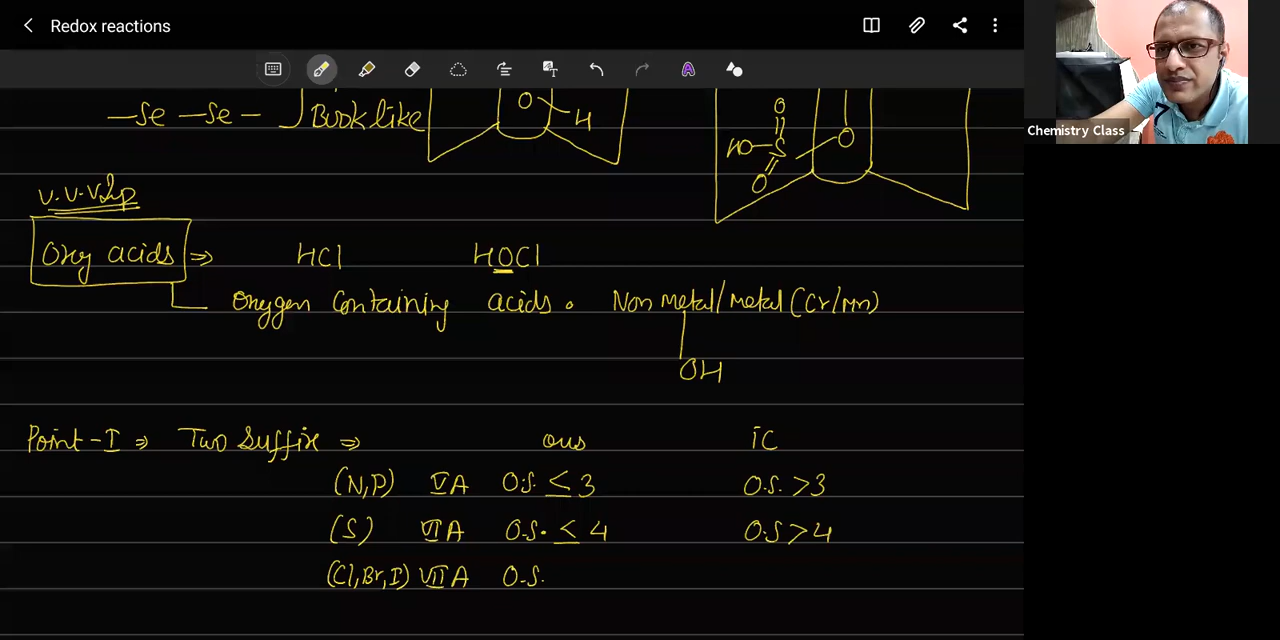 Redox reactions
—Se —Se — Book like
O H
O
HO—S
O
O
V.V.V Imp
Oxy acids ⇒ HCl HOCl
Oxygen containing acids. Non metal/metal (Cr/Mn)
OH
Point-I ⇒ Two Suffix ⇒ ous ic
(N,P) VA O.S. ≤ 3 O.S. >3
(S) VIA O.S. ≤ 4 O.S >4
(Cl,Br,I) VIIA O.S.
Chemistry Class